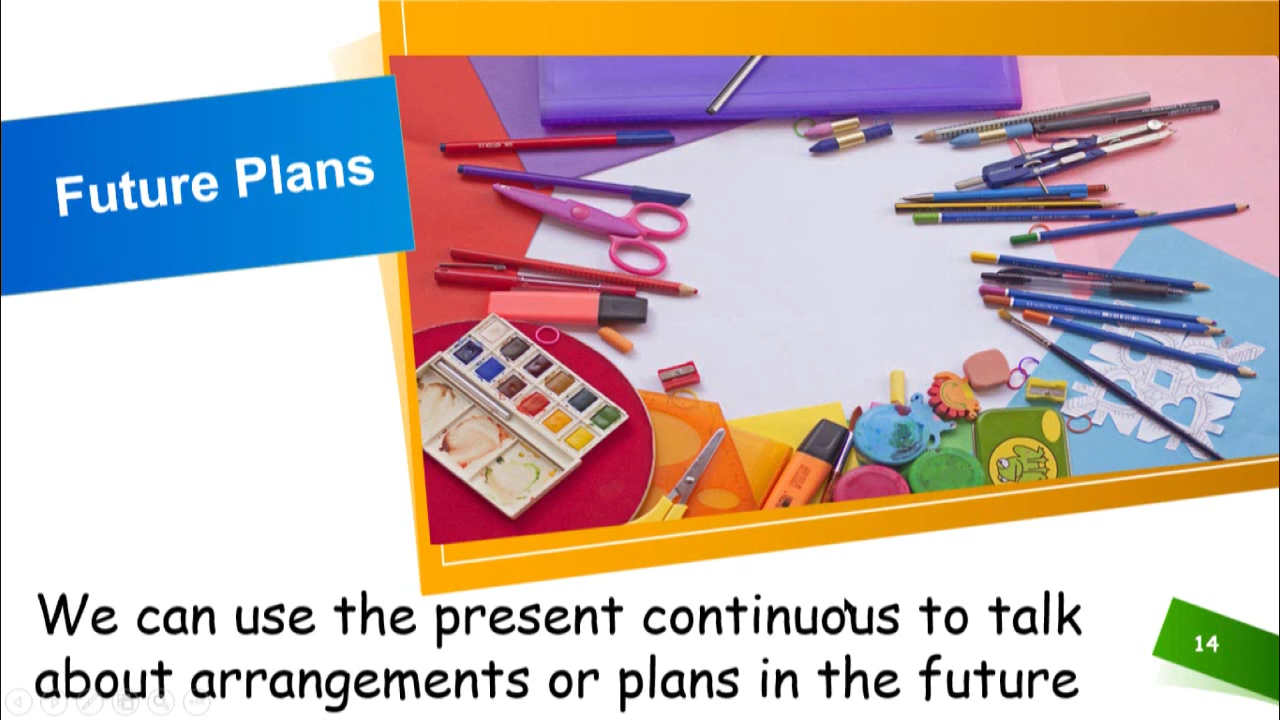 Future Plans
We can use the present continuous to talk
about arrangements or plans in the future
14